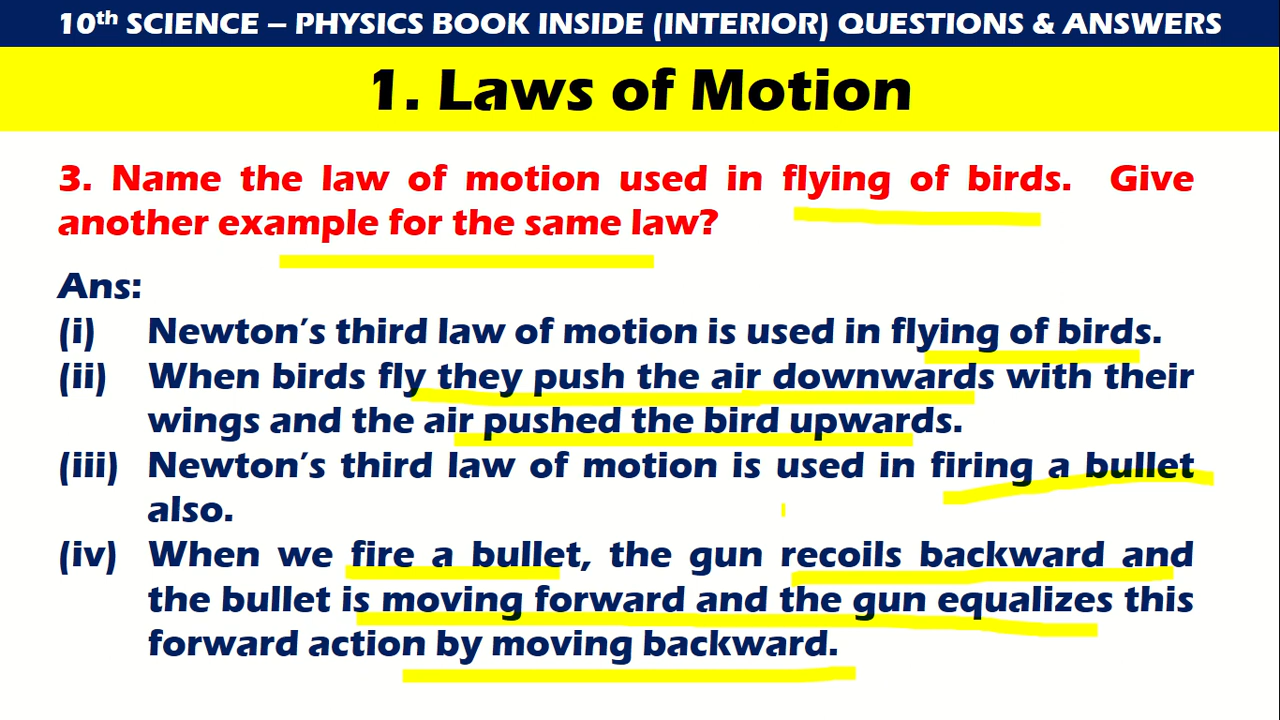 10th SCIENCE – PHYSICS BOOK INSIDE (INTERIOR) QUESTIONS & ANSWERS
1. Laws of Motion
3. Name the law of motion used in flying of birds. Give
another example for the same law?
Ans:
(i) Newton’s third law of motion is used in flying of birds.
(ii) When birds fly they push the air downwards with their
wings and the air pushed the bird upwards.
(iii) Newton’s third law of motion is used in firing a bullet
also.
(iv) When we fire a bullet, the gun recoils backward and
the bullet is moving forward and the gun equalizes this
forward action by moving backward.